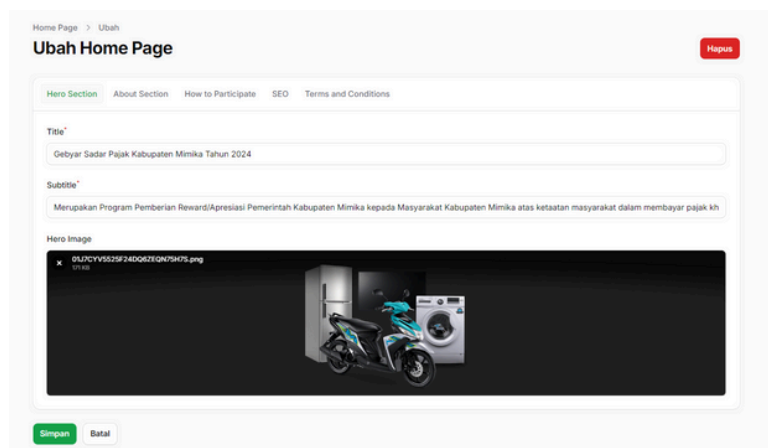 Home Page > Ubah
Ubah Home Page
Hapus
Hero Section About Section How to Participate SEO Terms and Conditions
Title*
Gebyar Sadar Pajak Kabupaten Mimika Tahun 2024
Subtitle*
Merupakan Program Pemberian Reward/Apresiasi Pemerintah Kabupaten Mimika kepada Masyarakat Kabupaten Mimika atas ketaatan masyarakat dalam membayar pajak kh
Hero Image
171 KB
Simpan Batal